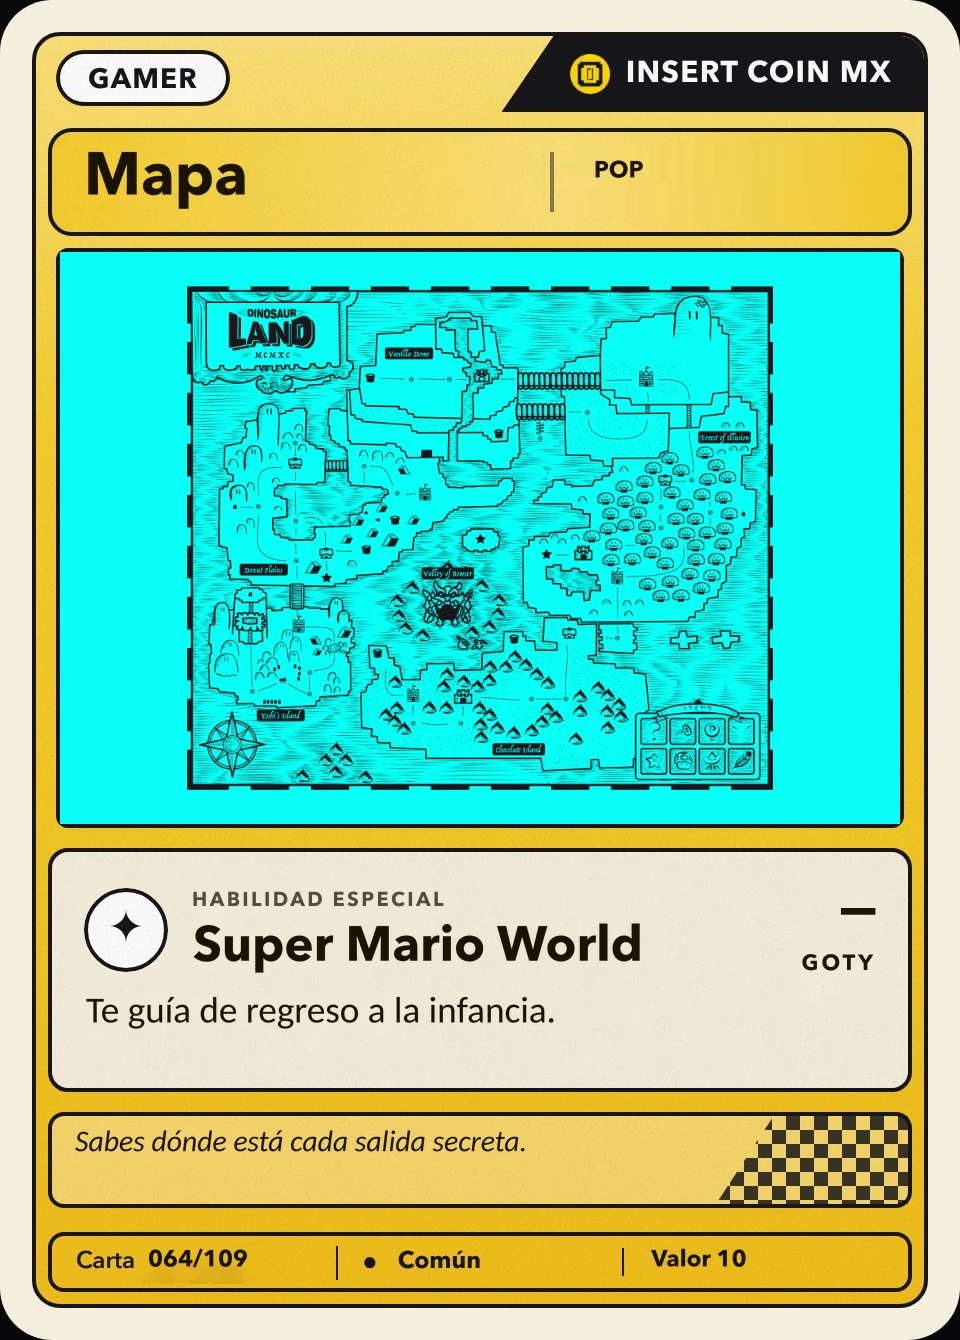 GAMER
INSERT COIN MX
Mapa
POP
DINOSAUR
LAND
MCMXC
Vanilla Dome
Forest of Illusion
Donut Plains
Valley of Bowser
Yoshi's Island
Chocolate Island
ITEMS
HABILIDAD ESPECIAL
Super Mario World
—
GOTY
Te guía de regreso a la infancia.
Sabes dónde está cada salida secreta.
Carta 064/109
• Común
Valor 10